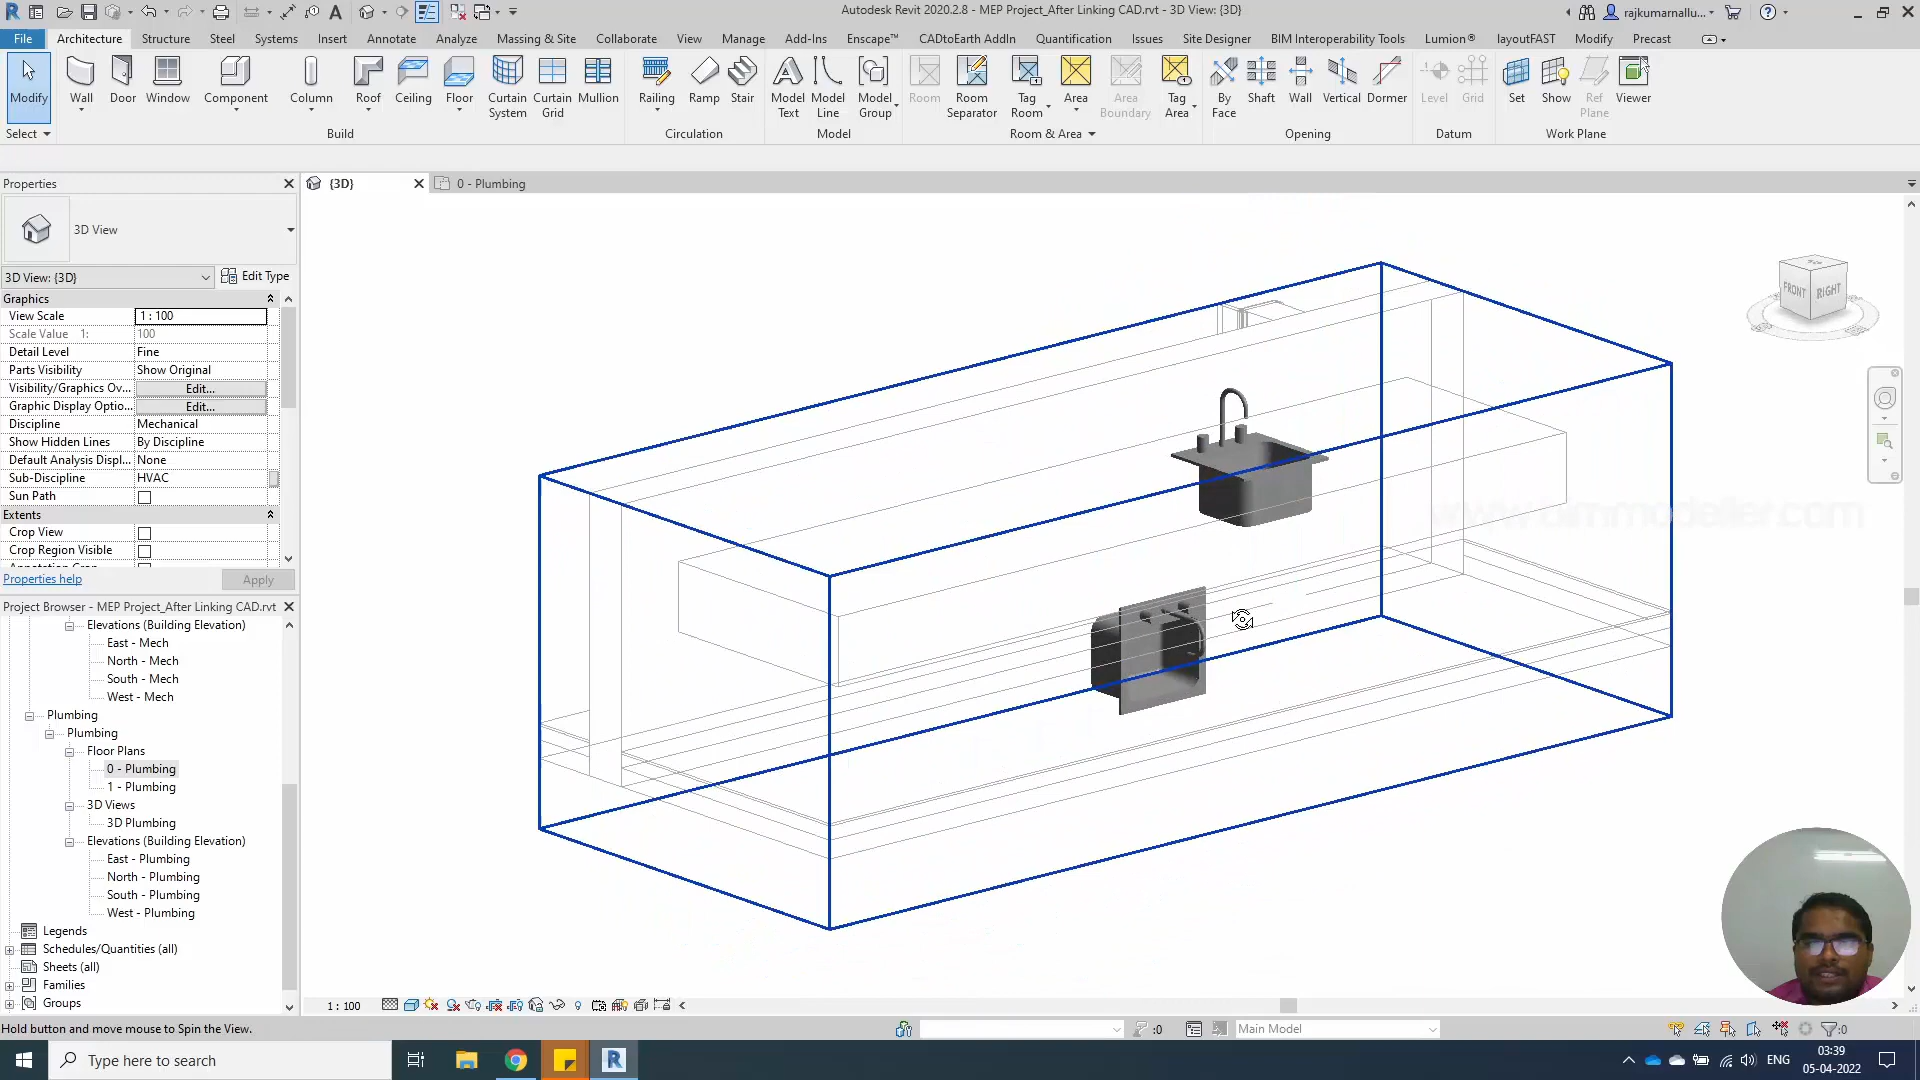 Autodesk Revit 2020.2.8 - MEP Project_After Linking CAD.rvt - 3D View: {3D}
rajkumarnallu...
File Architecture Structure Steel Systems Insert Annotate Analyze Massing & Site Collaborate View Manage Add-Ins Enscape™ CADtoEarth AddIn Quantification Issues Site Designer BIM Interoperability Tools Lumion® layoutFAST Modify Precast
Modify Wall Door Window Component Column Roof Ceiling Floor Curtain System Curtain Grid Mullion Railing Ramp Stair Model Text Model Line Model Group Room Room Separator Tag Room Area Area Boundary Tag Area By Face Shaft Wall Vertical Dormer Level Grid Set Show Ref Plane Viewer
Select Build Circulation Model Room & Area Opening Datum Work Plane
Properties
{3D}
0 - Plumbing
3D View
3D View: {3D}
Edit Type
Graphics
View Scale 1 : 100
Scale Value 1: 100
Detail Level Fine
Parts Visibility Show Original
Visibility/Graphics Ov... Edit...
Graphic Display Optio... Edit...
Discipline Mechanical
Show Hidden Lines By Discipline
Default Analysis Displ... None
Sub-Discipline HVAC
Sun Path
Extents
Crop View
Crop Region Visible
Properties help
Apply
Project Browser - MEP Project_After Linking CAD.rvt
Elevations (Building Elevation)
East - Mech
North - Mech
South - Mech
West - Mech
Plumbing
Plumbing
Floor Plans
0 - Plumbing
1 - Plumbing
3D Views
3D Plumbing
Elevations (Building Elevation)
East - Plumbing
North - Plumbing
South - Plumbing
West - Plumbing
Legends
Schedules/Quantities (all)
Sheets (all)
Families
Groups
FRONT
RIGHT
www.bimmodeller.com
1 : 100
Hold button and move mouse to Spin the View.
:0
Main Model
:0
Type here to search
ENG
03:39
05-04-2022